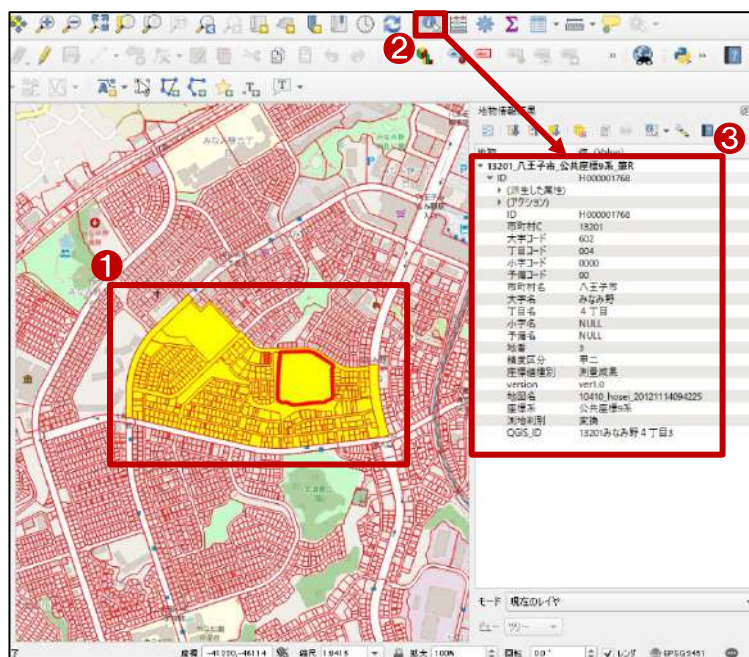 ❷
地物情報結果
❸
地物 値 (Value)
13201_八王子市_公共座標9系_筆R
ID H000001768
(派生した属性)
(アクション)
ID H000001768
市町村C 13201
大字コード 602
丁目コード 004
小字コード 0000
予備コード 00
市町村名 八王子市
大字名 みなみ野
丁目名 4丁目
小字名 NULL
予備名 NULL
地番 3
精度区分 甲二
座標値種別 測量成果
version ver1.0
地図名 10410_hosei_20121114094225
座標系 公共座標9系
測地判別 変換
QGIS_ID 13201みなみ野4丁目3
❶
モード 現在のレイヤ
ビュー ツリー
了 座標 縮尺 1:9415 拡大 100% 回転 0.0° レンダ EPSG:2451